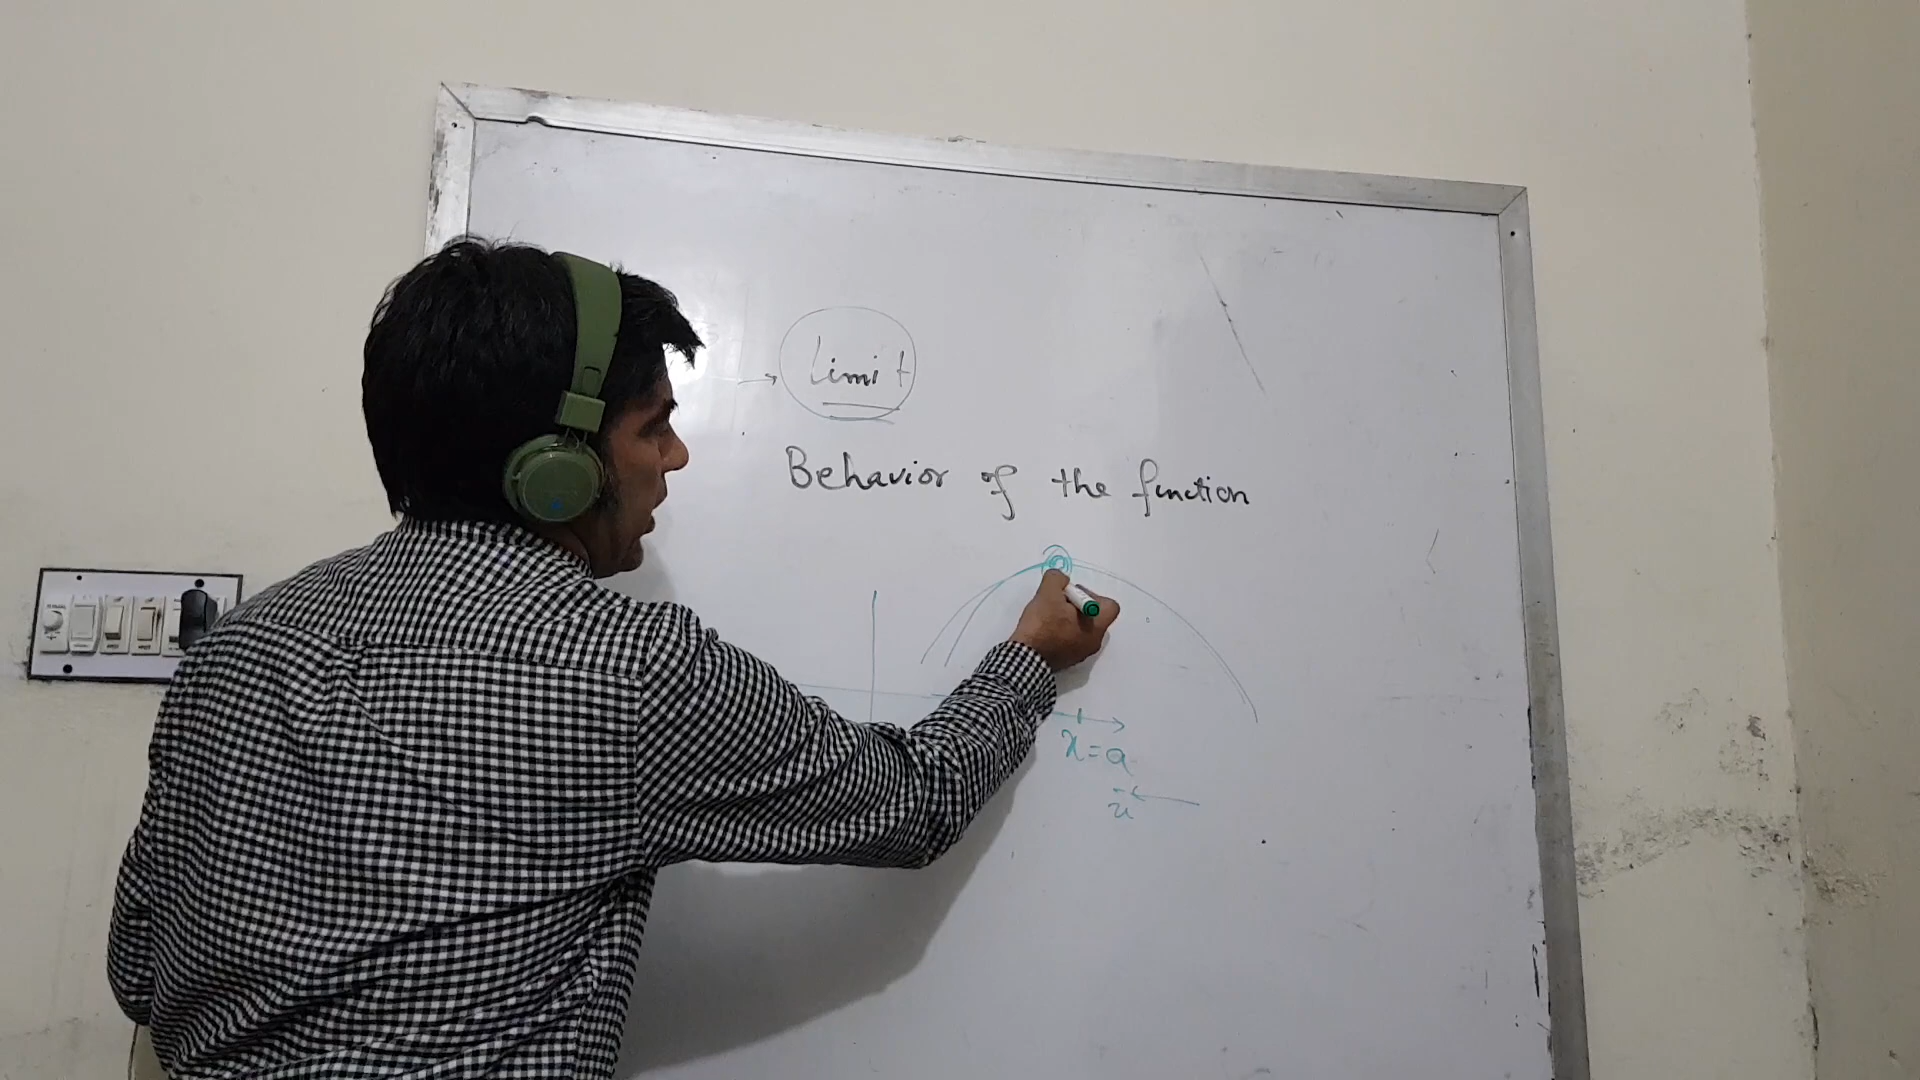 limit
Behavior of the function
x=a
x